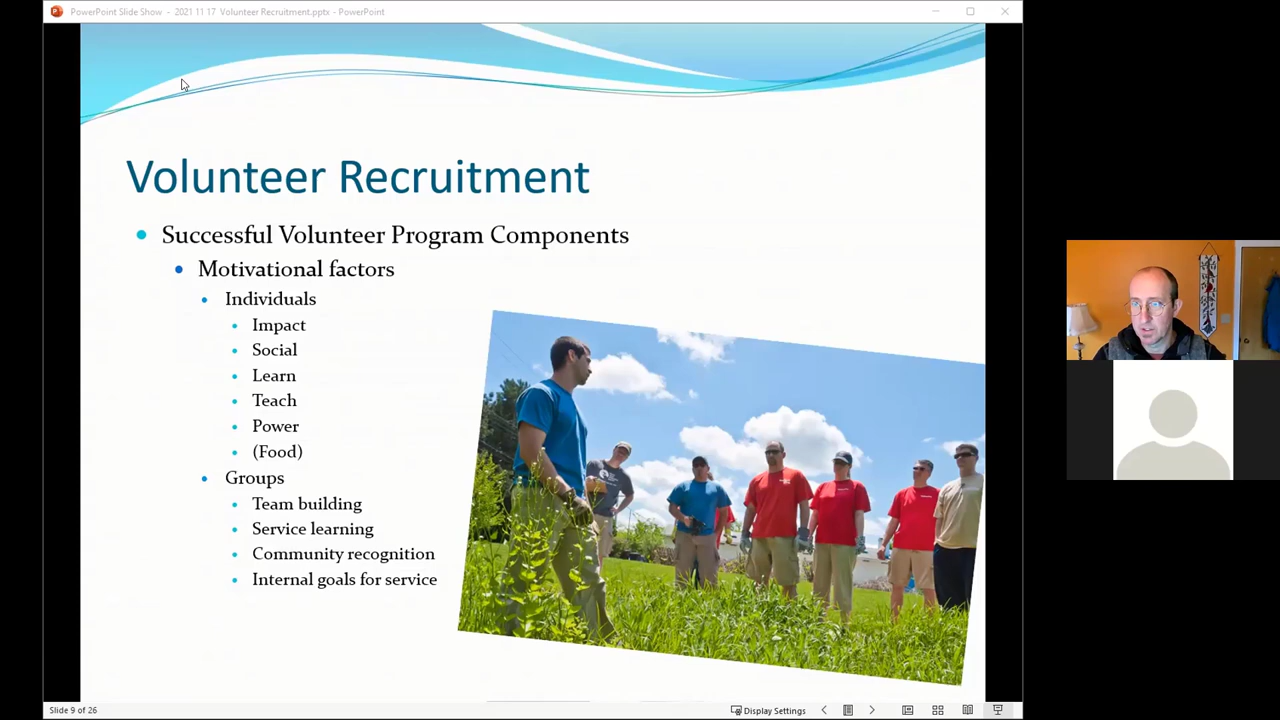 PowerPoint Slide Show - 2021 11 17 Volunteer Recruitment.pptx - PowerPoint
Volunteer Recruitment
Successful Volunteer Program Components
Motivational factors
Individuals
Impact
Social
Learn
Teach
Power
(Food)
Groups
Team building
Service learning
Community recognition
Internal goals for service
Slide 9 of 26
Display Settings